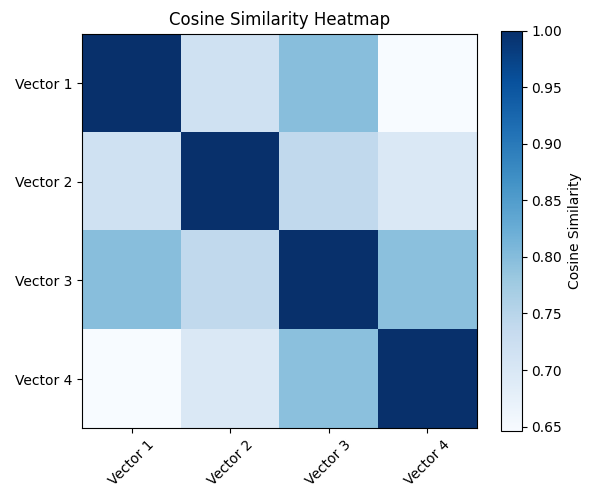 Cosine Similarity Heatmap
Vector 1
Vector 2
Vector 3
Vector 4
Vector 1
Vector 2
Vector 3
Vector 4
1.00
0.95
0.90
0.85
0.80
0.75
0.70
0.65
Cosine Similarity